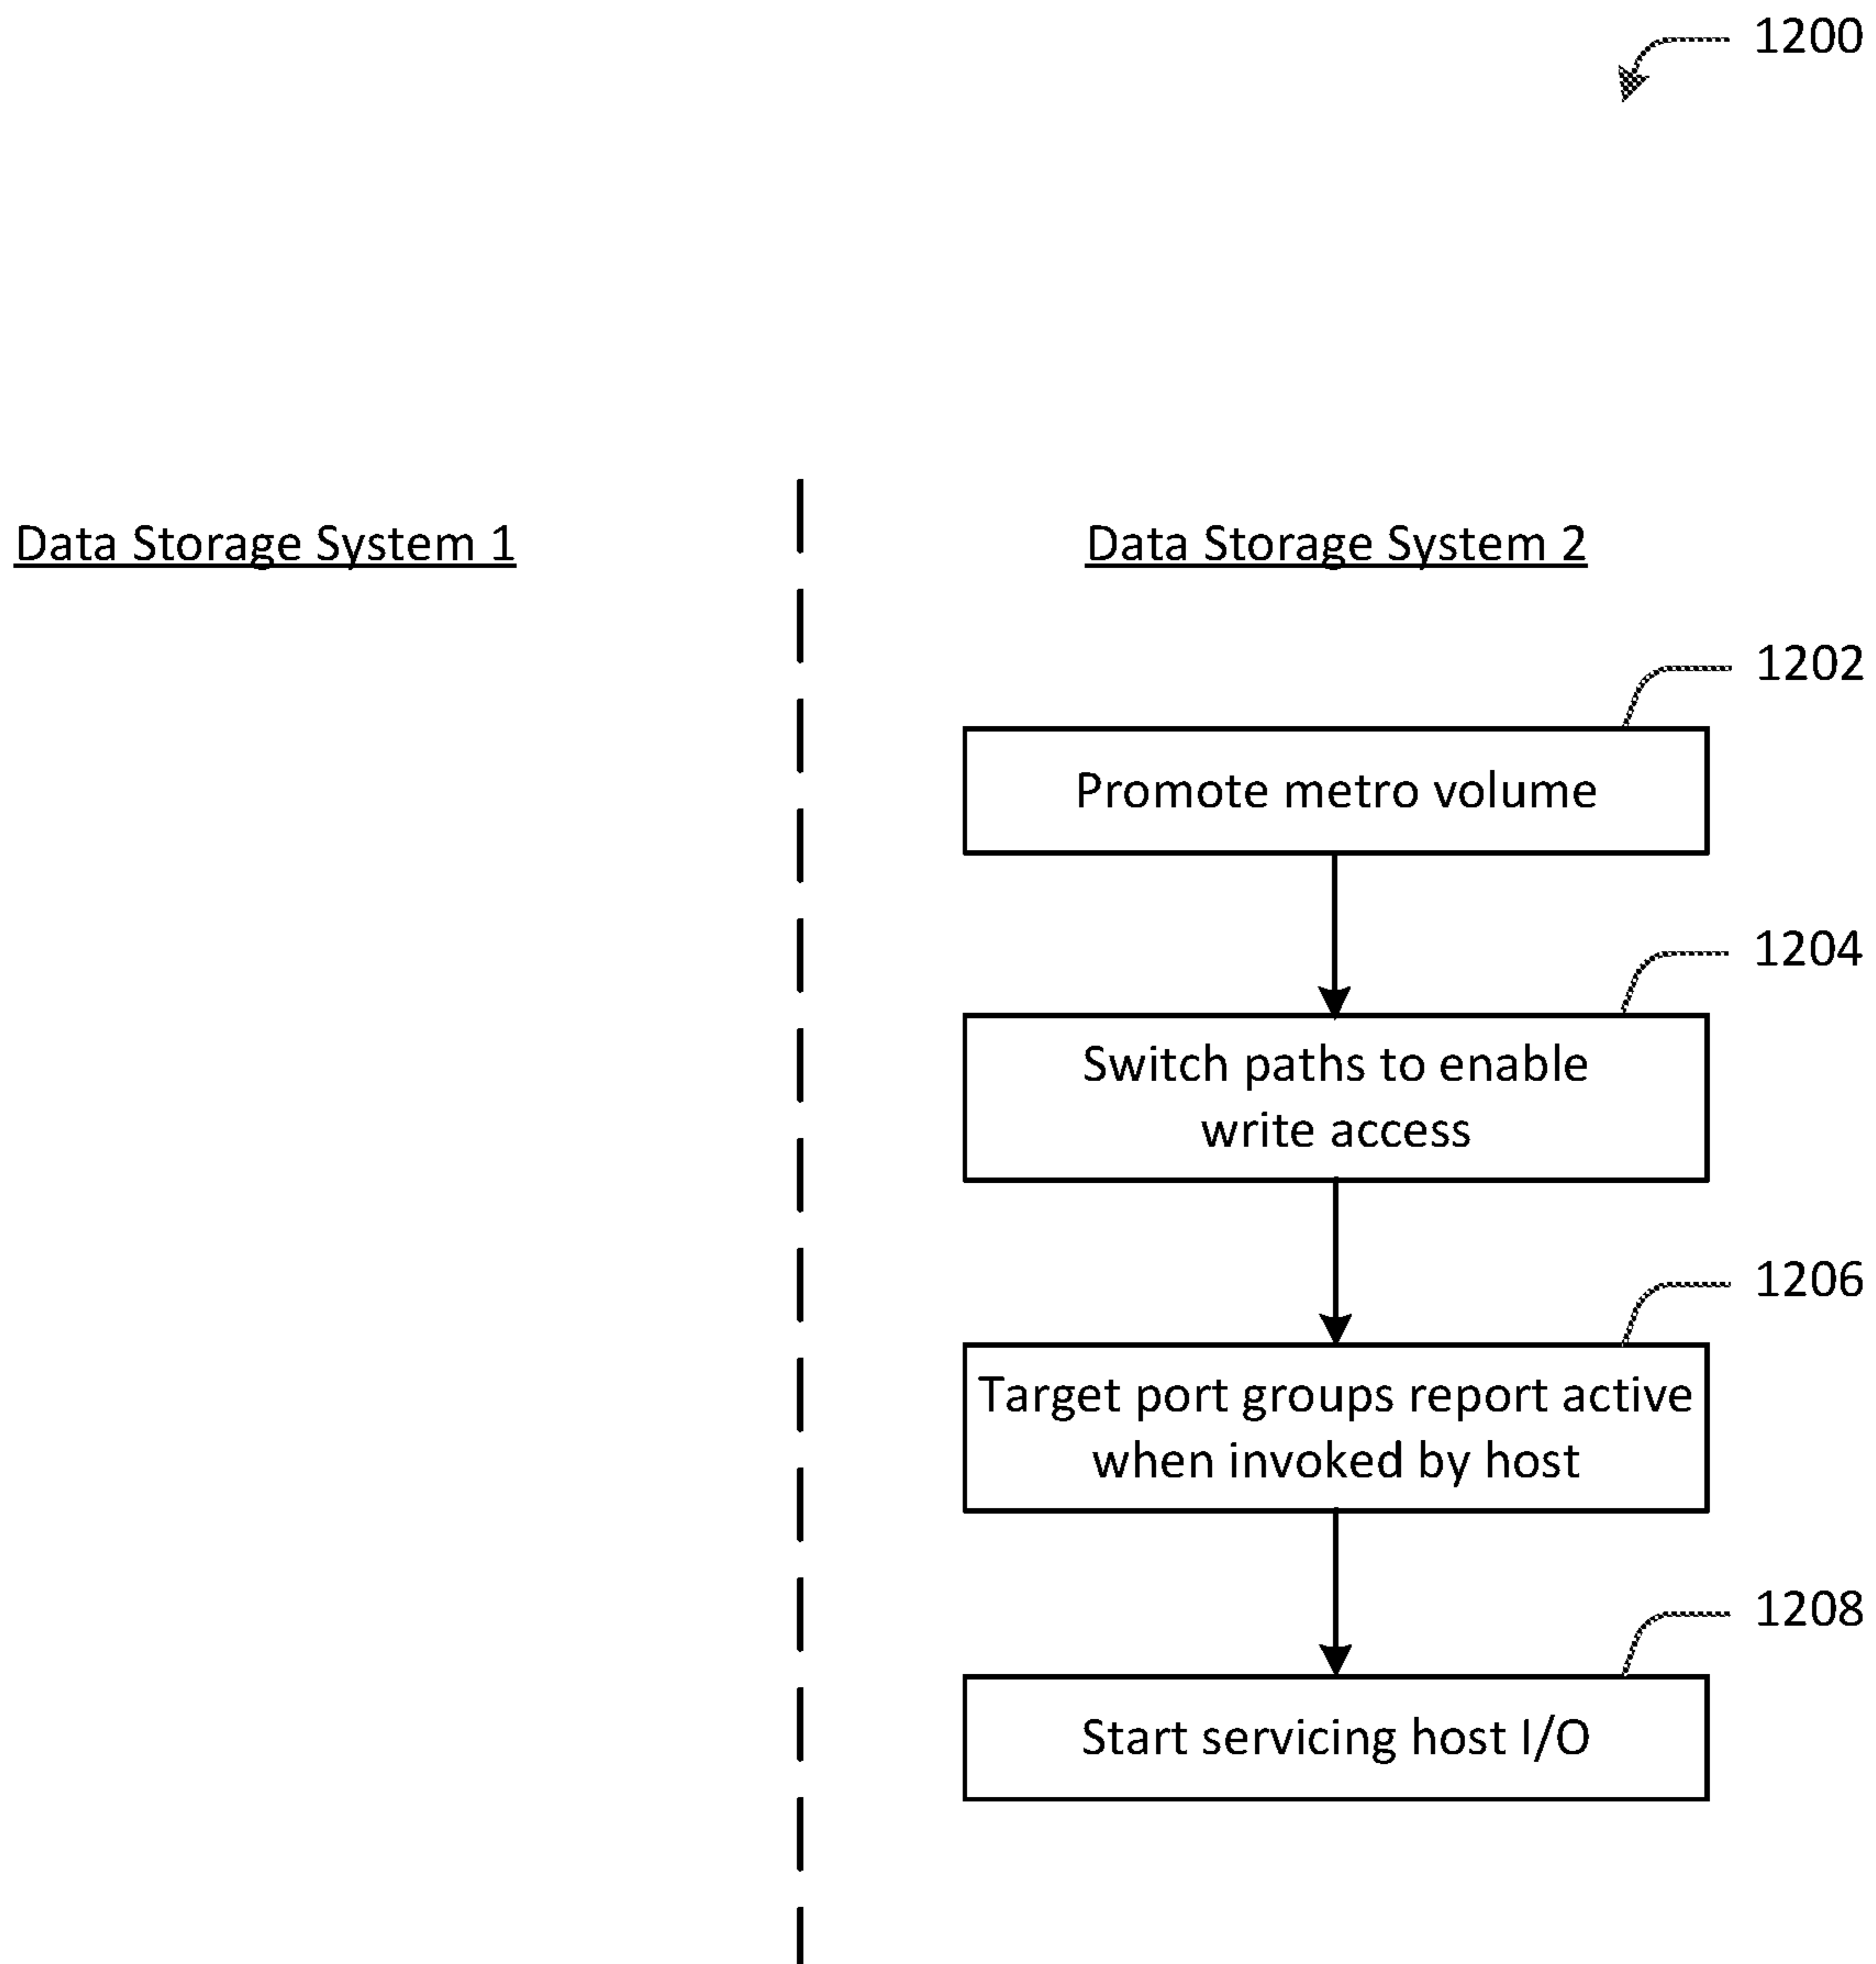 1200
Data Storage System 1
Data Storage System 2
1202
Promote metro volume
1204
Switch paths to enable
write access
1206
Target port groups report active
when invoked by host
1208
Start servicing host I/O